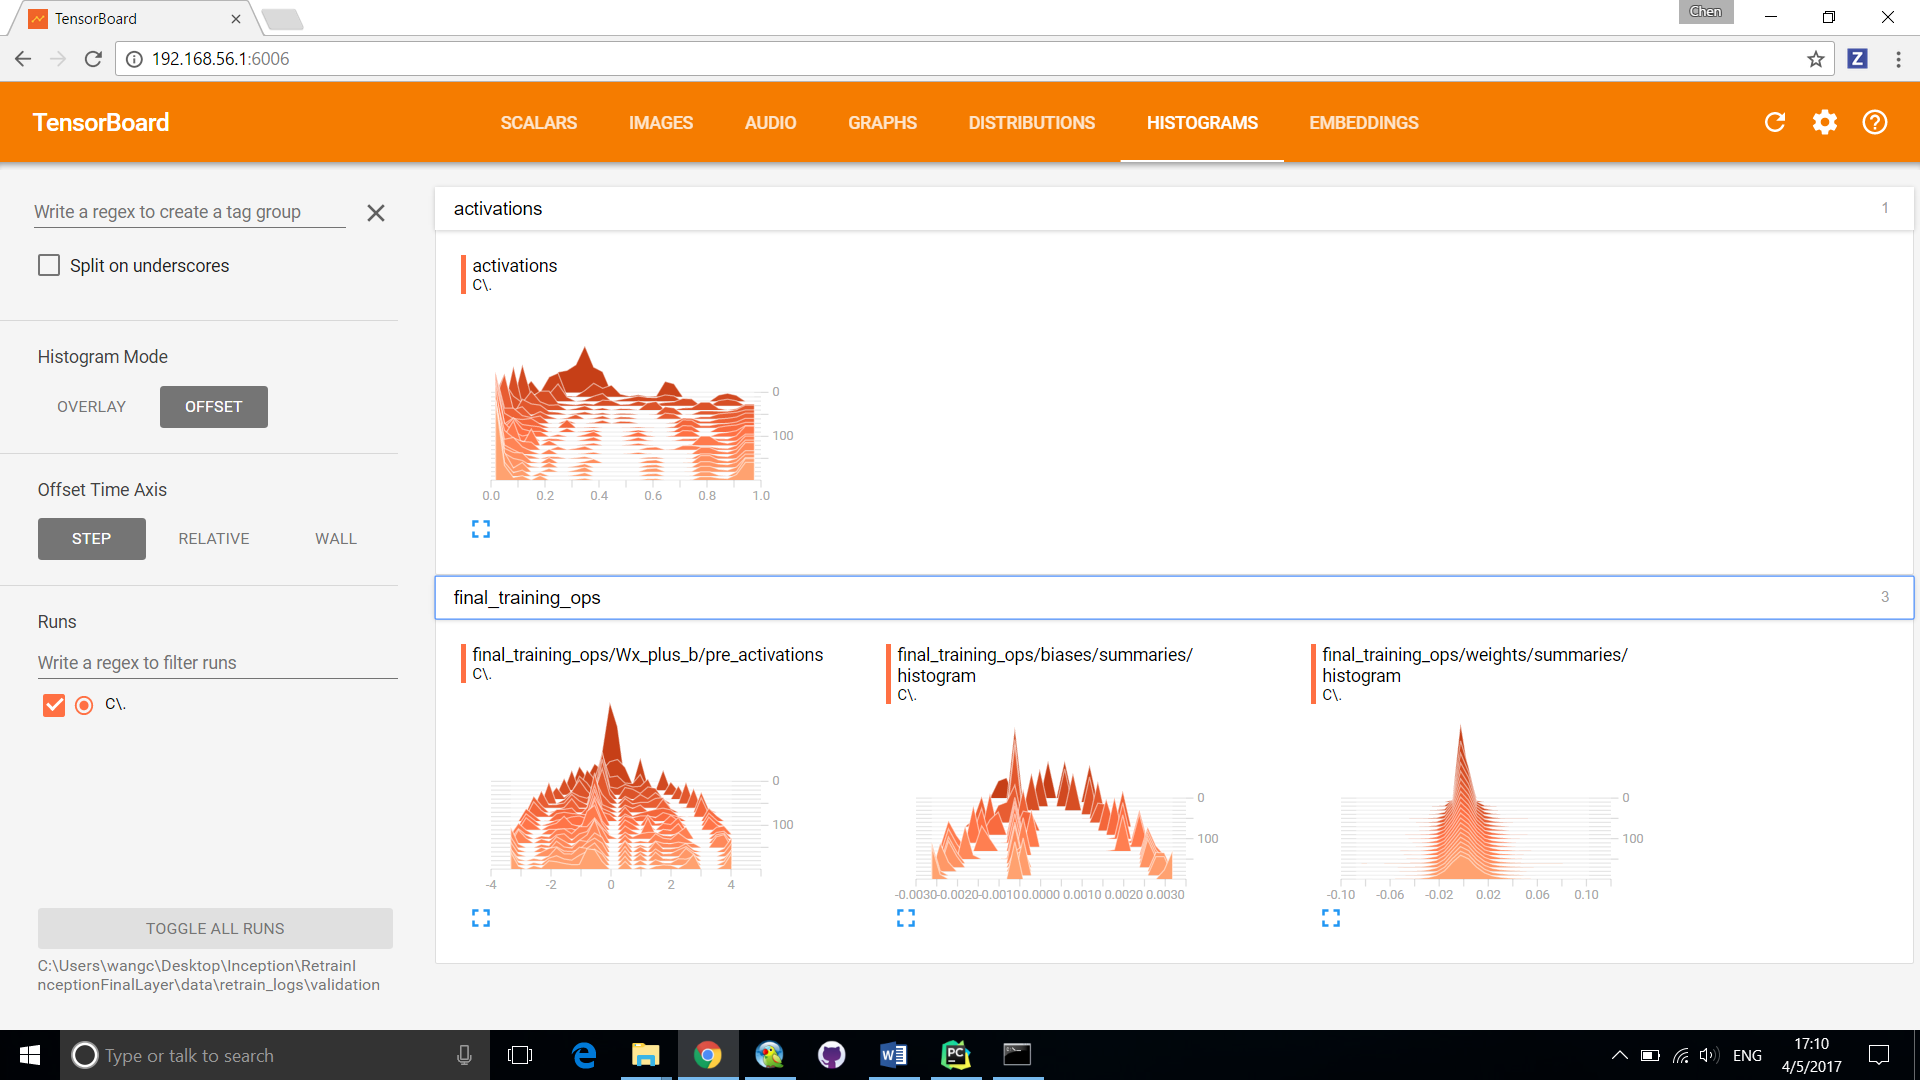 TensorBoard
Chen
192.168.56.1:6006
Z
TensorBoard
SCALARS
IMAGES
AUDIO
GRAPHS
DISTRIBUTIONS
HISTOGRAMS
EMBEDDINGS
Write a regex to create a tag group
Split on underscores
Histogram Mode
OVERLAY
OFFSET
Offset Time Axis
STEP
RELATIVE
WALL
Runs
Write a regex to filter runs
C\.
TOGGLE ALL RUNS
C:\Users\wangc\Desktop\Inception\RetrainI
nceptionFinalLayer\data\retrain_logs\validation
activations
1
activations
C\.
0
100
0.0 0.2 0.4 0.6 0.8 1.0
final_training_ops
3
final_training_ops/Wx_plus_b/pre_activations
C\.
0
100
-4 -2 0 2 4
final_training_ops/biases/summaries/
histogram
C\.
0
100
-0.0030 -0.0020 -0.0010 0.0000 0.0010 0.0020 0.0030
final_training_ops/weights/summaries/
histogram
C\.
0
100
-0.10 -0.06 -0.02 0.02 0.06 0.10
Type or talk to search
W
PC
ENG
17:10
4/5/2017